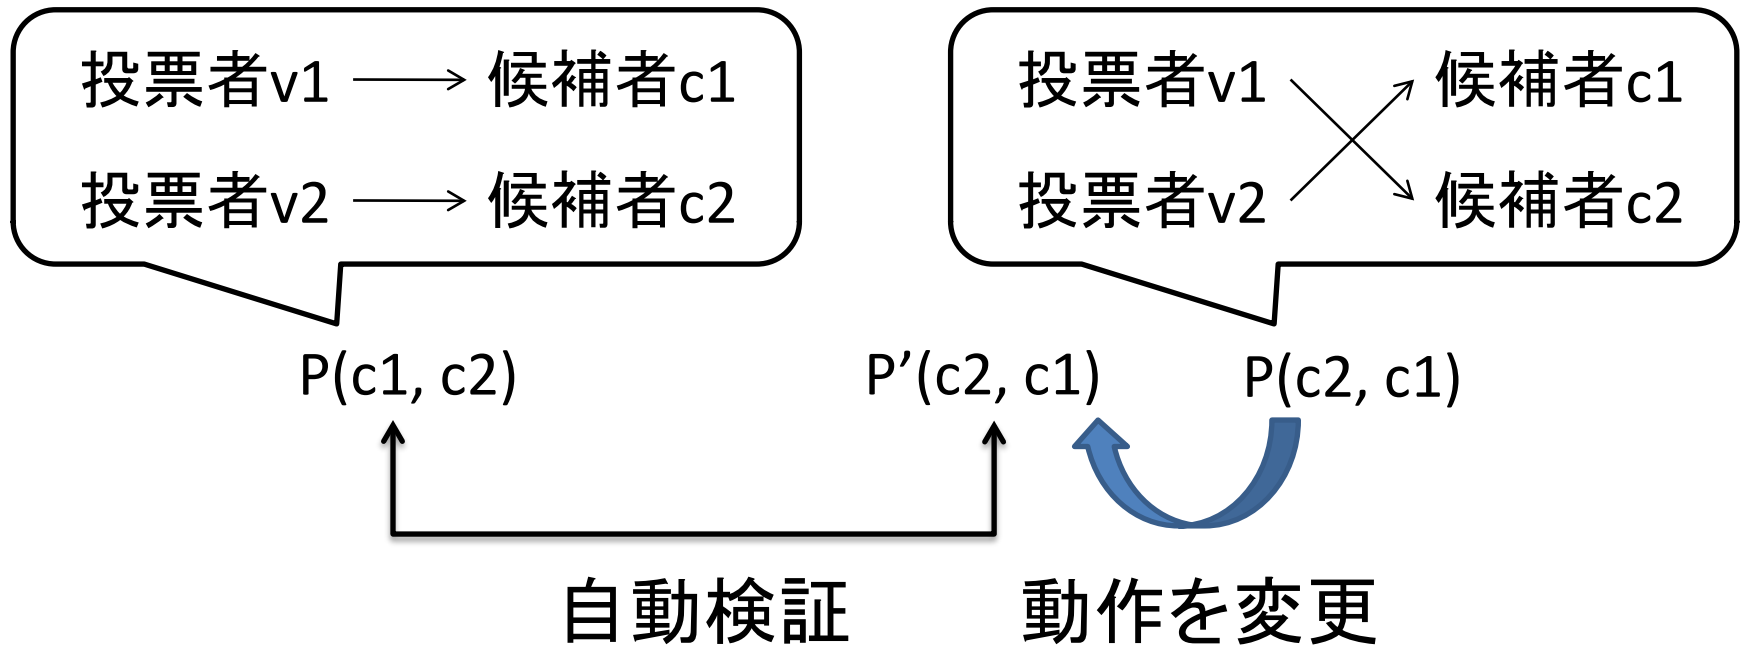 投票者v1 候補者c1
投票者v2 候補者c2
投票者v1 候補者c1
投票者v2 候補者c2
P(c1, c2)
P’(c2, c1)
P(c2, c1)
自動検証
動作を変更